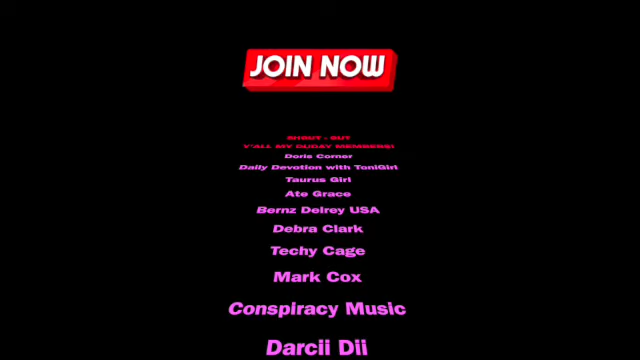 JOIN NOW
SHOUT - OUT
Y'ALL MY OUDAY MEMBERS!
Doris Corner
Daily Devotion with ToniGirl
Taurus Girl
Ate Grace
Bernz Delrey USA
Debra Clark
Techy Cage
Mark Cox
Conspiracy Music
Darcii Dii